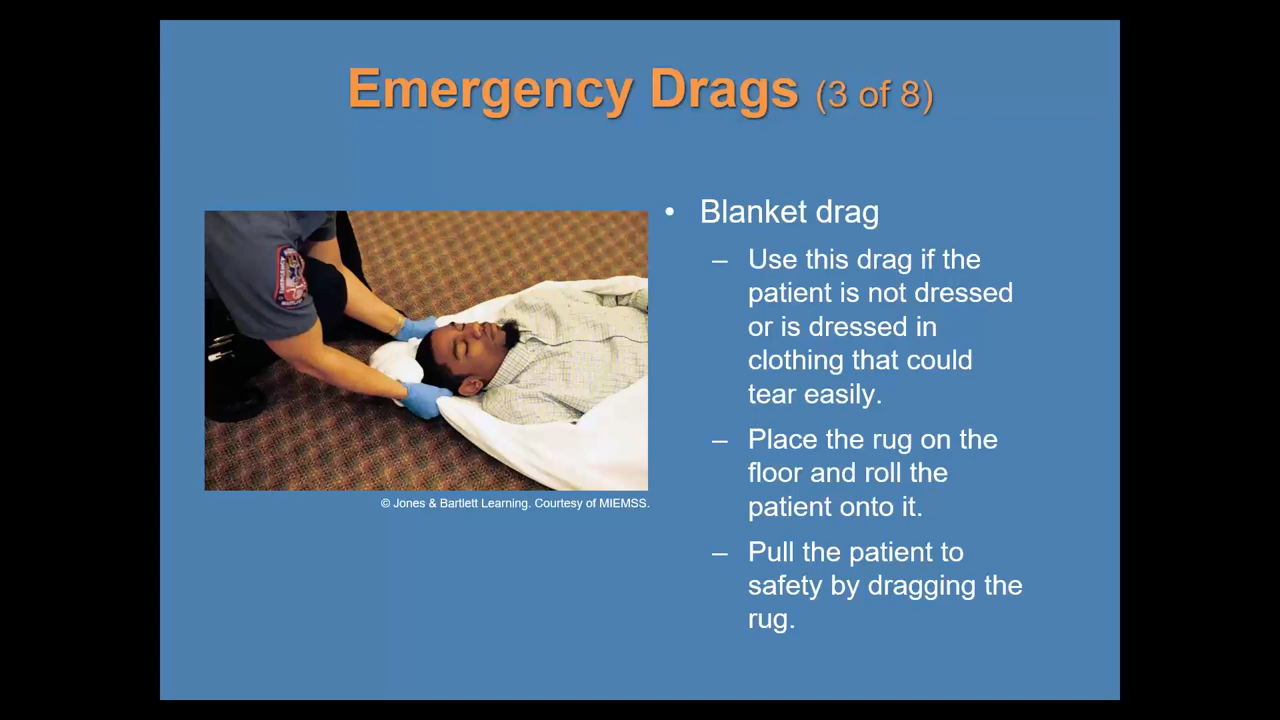 Emergency Drags (3 of 8)
• Blanket drag
– Use this drag if the
patient is not dressed
or is dressed in
clothing that could
tear easily.
– Place the rug on the
floor and roll the
patient onto it.
– Pull the patient to
safety by dragging the
rug.
© Jones & Bartlett Learning. Courtesy of MIEMSS.